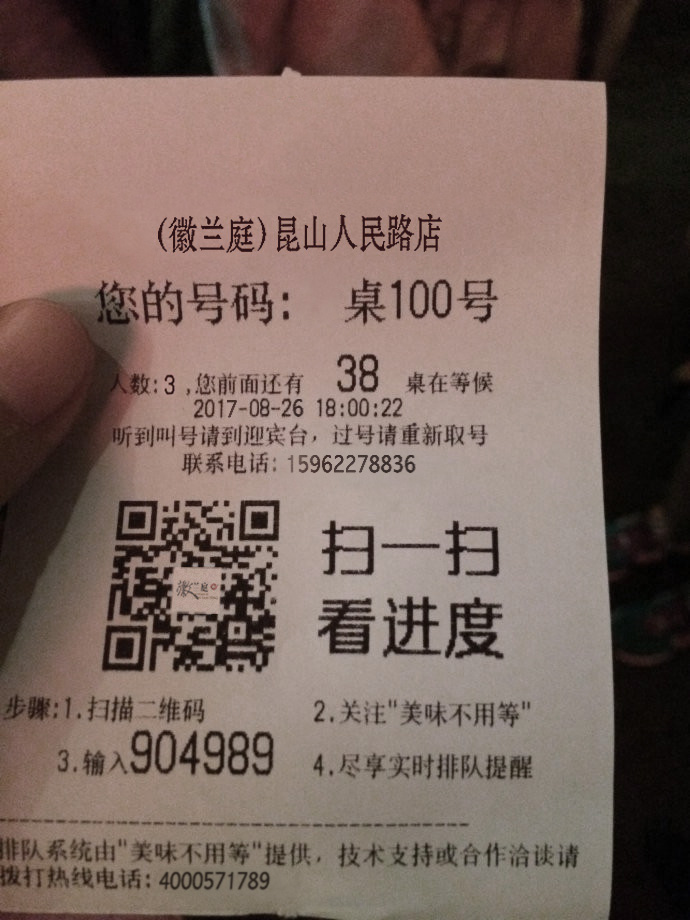 (徽兰庭)昆山人民路店
您的号码: 桌100号
人数:3,您前面还有 38 桌在等候
2017-08-26 18:00:22
听到叫号请到迎宾台，过号请重新取号
联系电话: 15962278836
扫一扫
看进度
步骤:1.扫描二维码 2.关注"美味不用等"
3.输入904989 4.尽享实时排队提醒
排队系统由"美味不用等"提供，技术支持或合作洽谈请
拨打热线电话: 4000571789